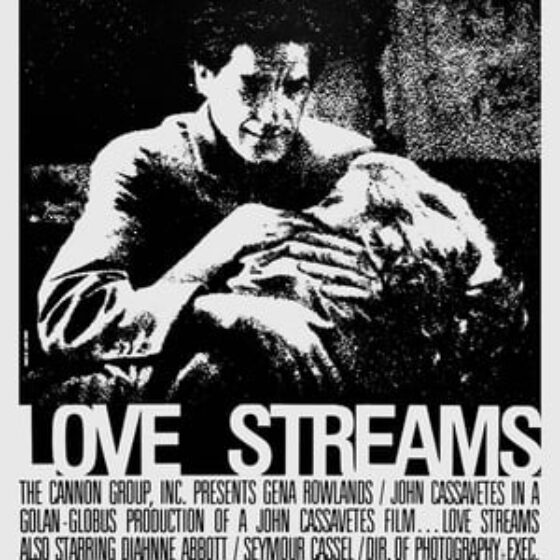 LOVE STREAMS
THE CANNON GROUP, INC. PRESENTS GENA ROWLANDS / JOHN CASSAVETES IN A
GOLAN-GLOBUS PRODUCTION OF A JOHN CASSAVETES FILM...LOVE STREAMS
ALSO STARRING DIAHNNE ABBOTT / SEYMOUR CASSEL / DIR. OF PHOTOGRAPHY, EXEC.